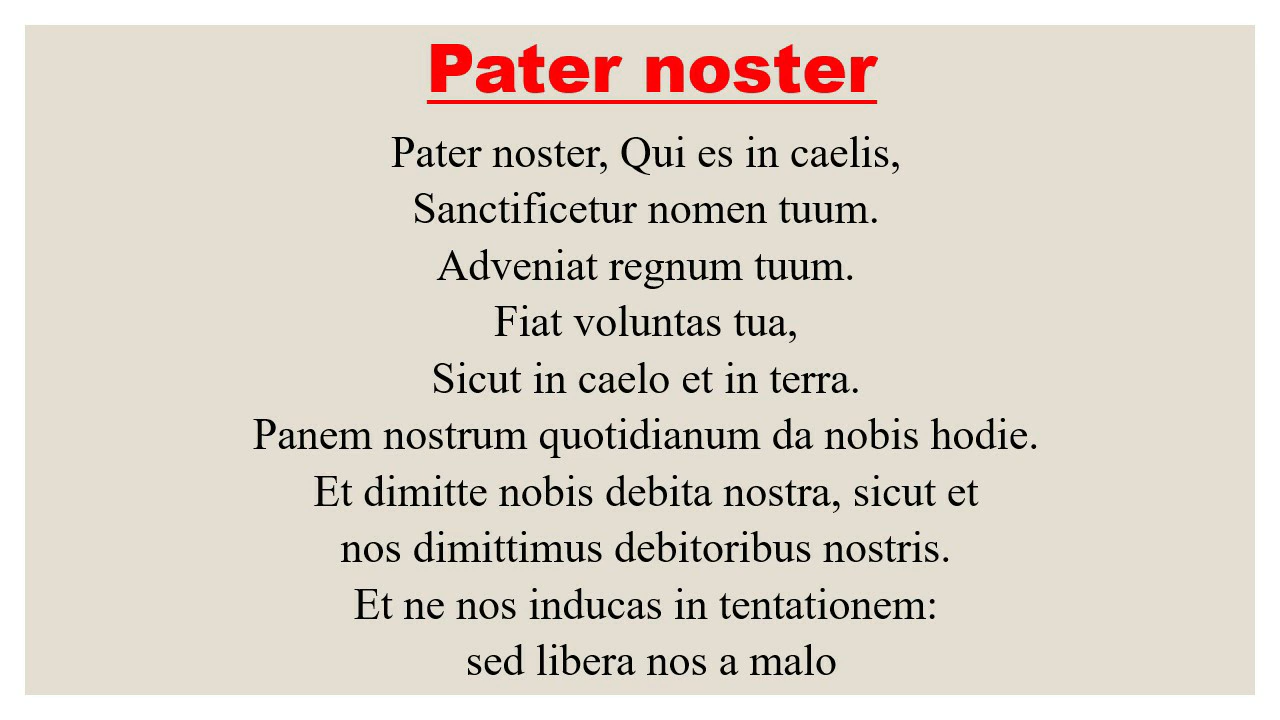 Pater noster
Pater noster, Qui es in caelis,
Sanctificetur nomen tuum.
Adveniat regnum tuum.
Fiat voluntas tua,
Sicut in caelo et in terra.
Panem nostrum quotidianum da nobis hodie.
Et dimitte nobis debita nostra, sicut et
nos dimittimus debitoribus nostris.
Et ne nos inducas in tentationem:
sed libera nos a malo